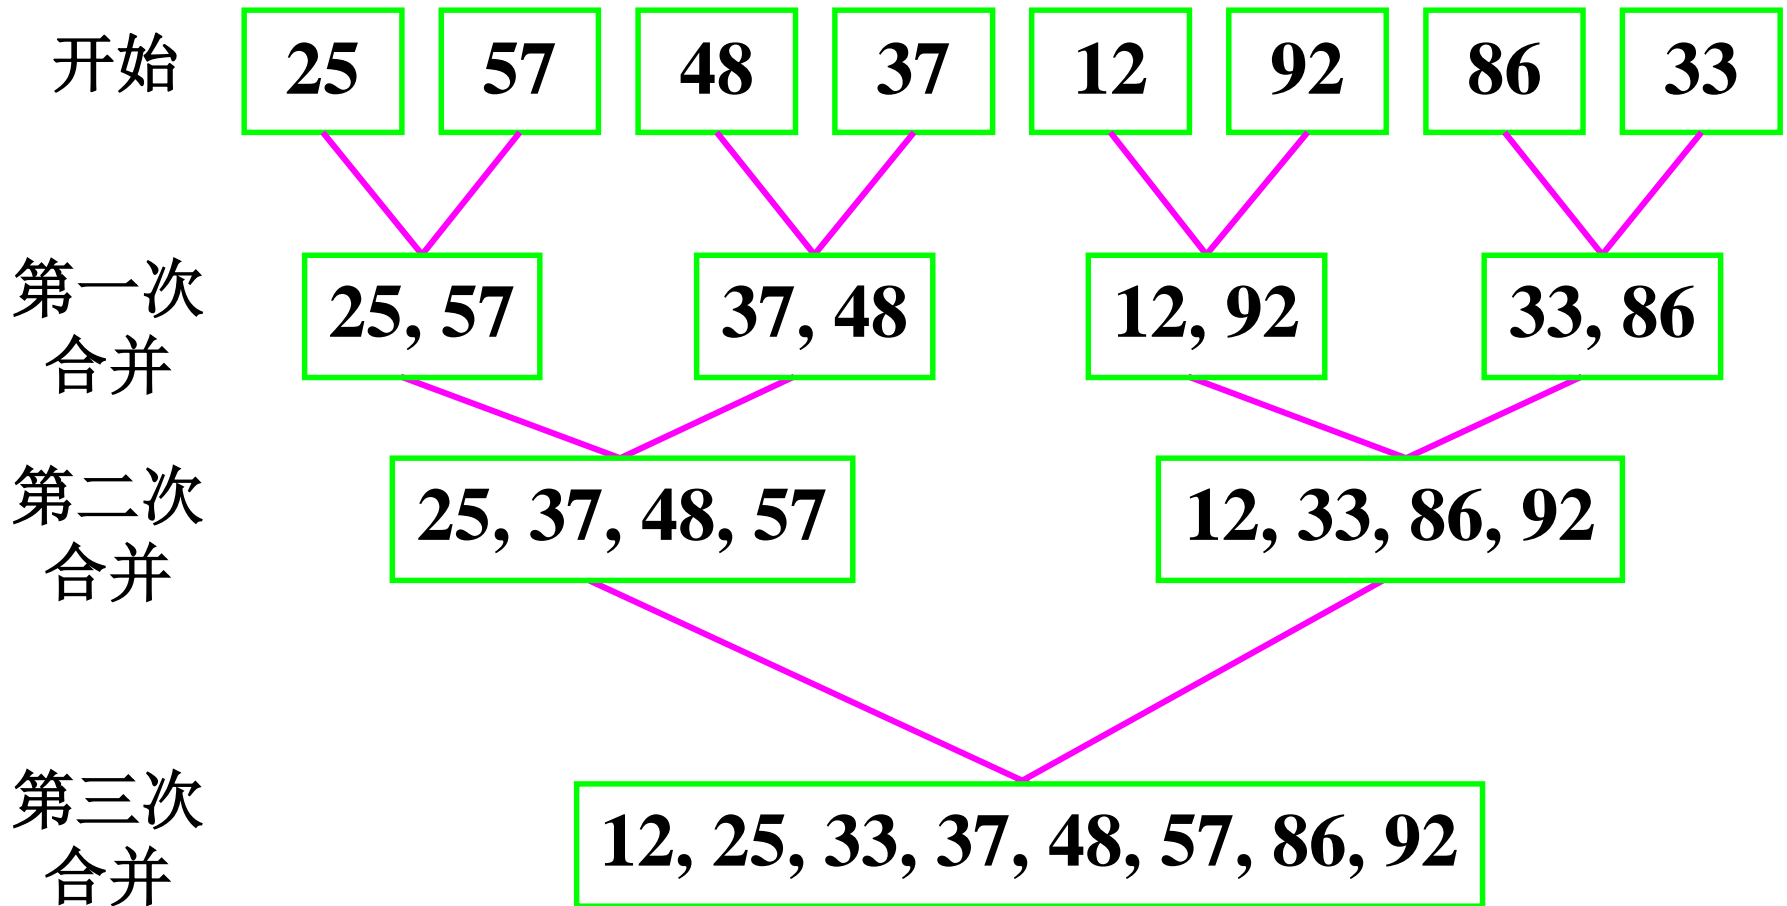 开始 25 57 48 37 12 92 86 33
第一次
合并
25, 57 37, 48 12, 92 33, 86
第二次
合并
25, 37, 48, 57 12, 33, 86, 92
第三次
合并
12, 25, 33, 37, 48, 57, 86, 92